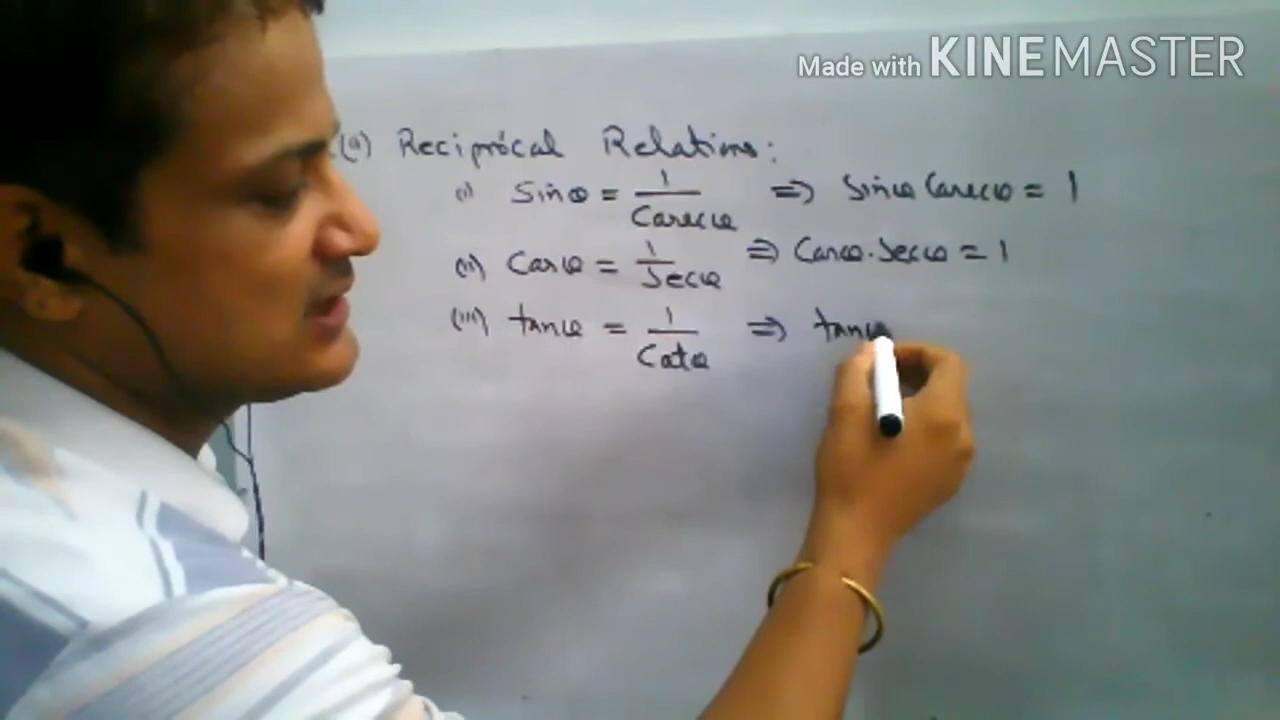 Made with KINEMASTER
(ii) Reciprocal Relations:
(i) Sinθ = 1/Cosecθ ⇒ Sinθ Cosecθ = 1
(ii) Cosθ = 1/Secθ ⇒ Cosθ.Secθ = 1
(iii) tanθ = 1/Cotθ ⇒ tanθ